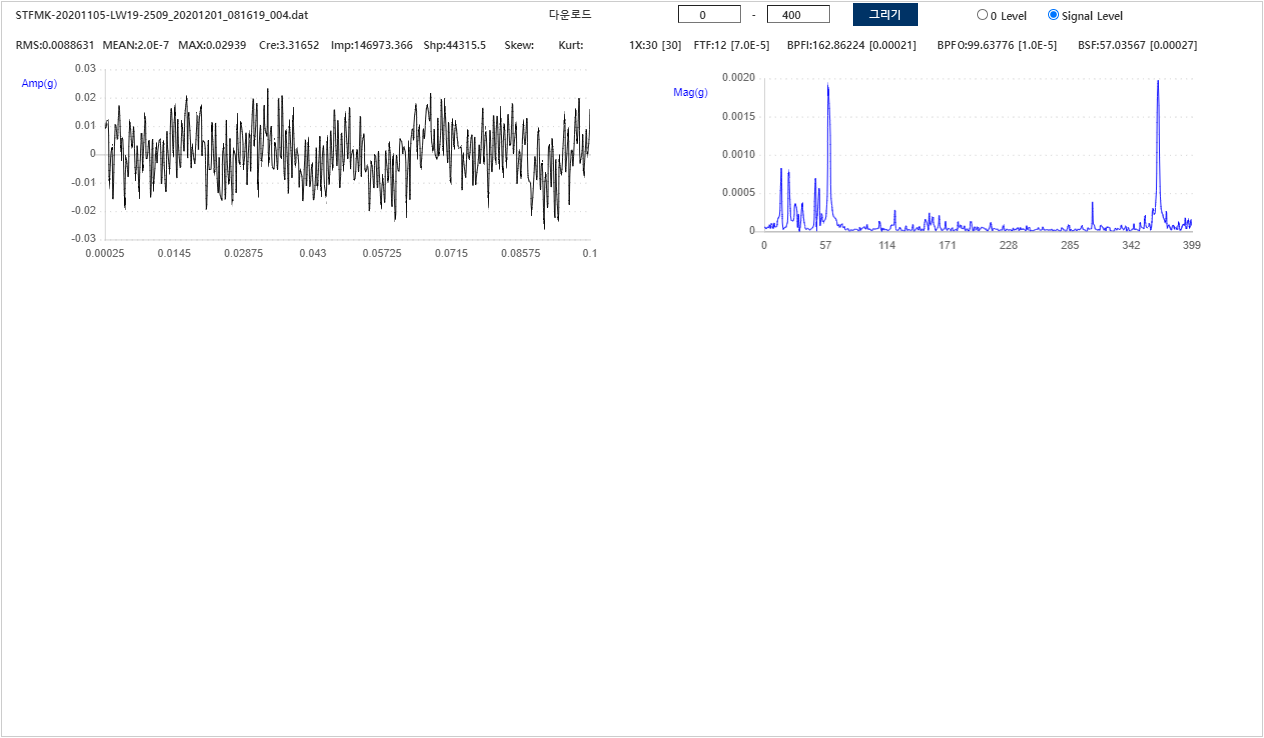 STFMK-20201105-LW19-2509_20201201_081619_004.dat 다운로드 0 - 400 그리기 0 Level Signal Level
RMS:0.0088631 MEAN:2.0E-7 MAX:0.02939 Cre:3.31652 Imp:146973.366 Shp:44315.5 Skew: Kurt: 1X:30 [30] FTF:12 [7.0E-5] BPFI:162.86224 [0.00021] BPFO:99.63776 [1.0E-5] BSF:57.03567 [0.00027]
Amp(g)
0.03
0.02
0.01
0
-0.01
-0.02
-0.03
0.00025 0.0145 0.02875 0.043 0.05725 0.0715 0.08575 0.1
Mag(g)
0.0020
0.0015
0.0010
0.0005
0
0 57 114 171 228 285 342 399